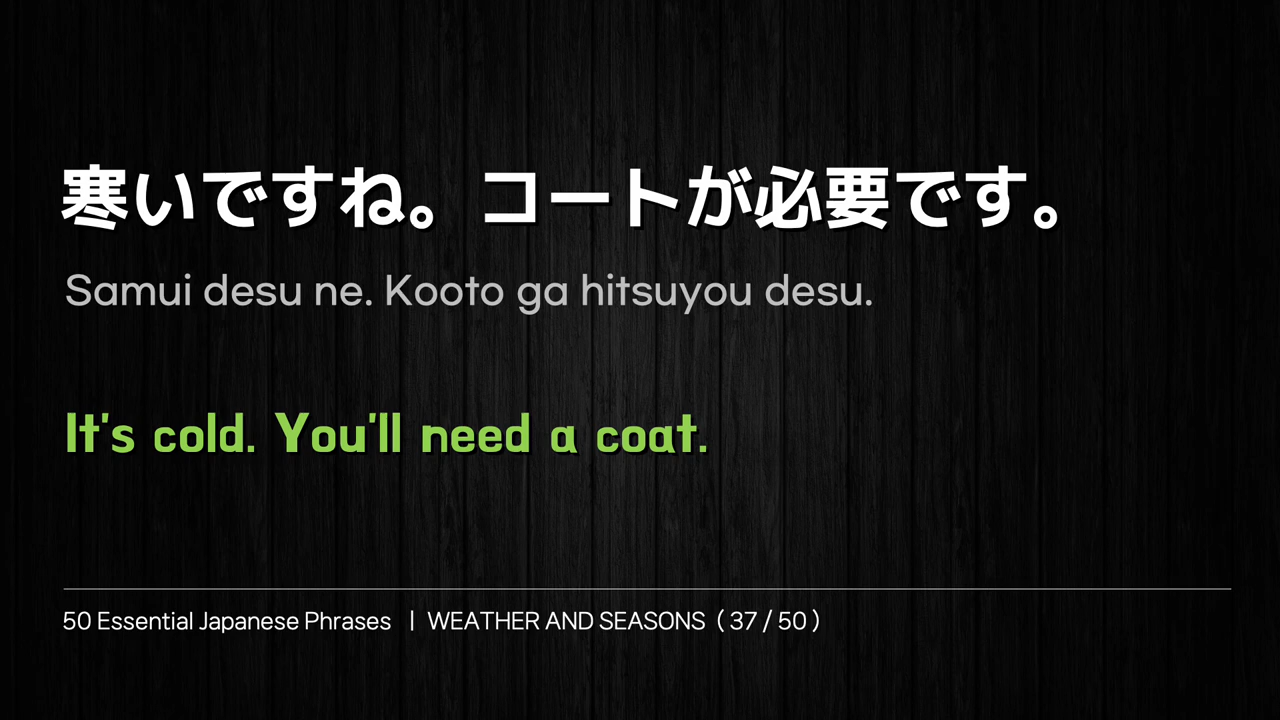 寒いですね。コートが必要です。
Samui desu ne. Kooto ga hitsuyou desu.
It's cold. You'll need a coat.
50 Essential Japanese Phrases | WEATHER AND SEASONS ( 37 / 50 )